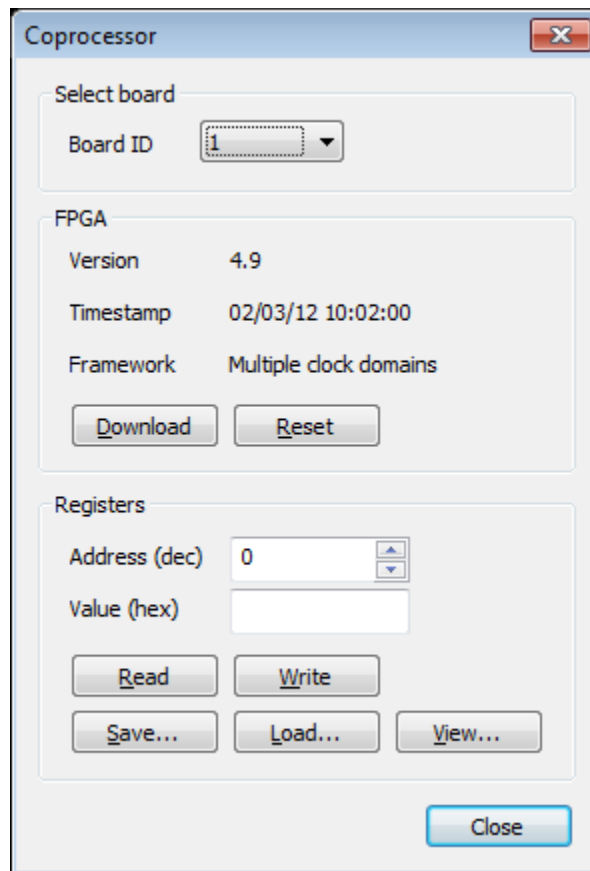 Coprocessor
Select board
Board ID 1
FPGA
Version 4.9
Timestamp 02/03/12 10:02:00
Framework Multiple clock domains
Download Reset
Registers
Address (dec) 0
Value (hex)
Read Write
Save... Load... View...
Close